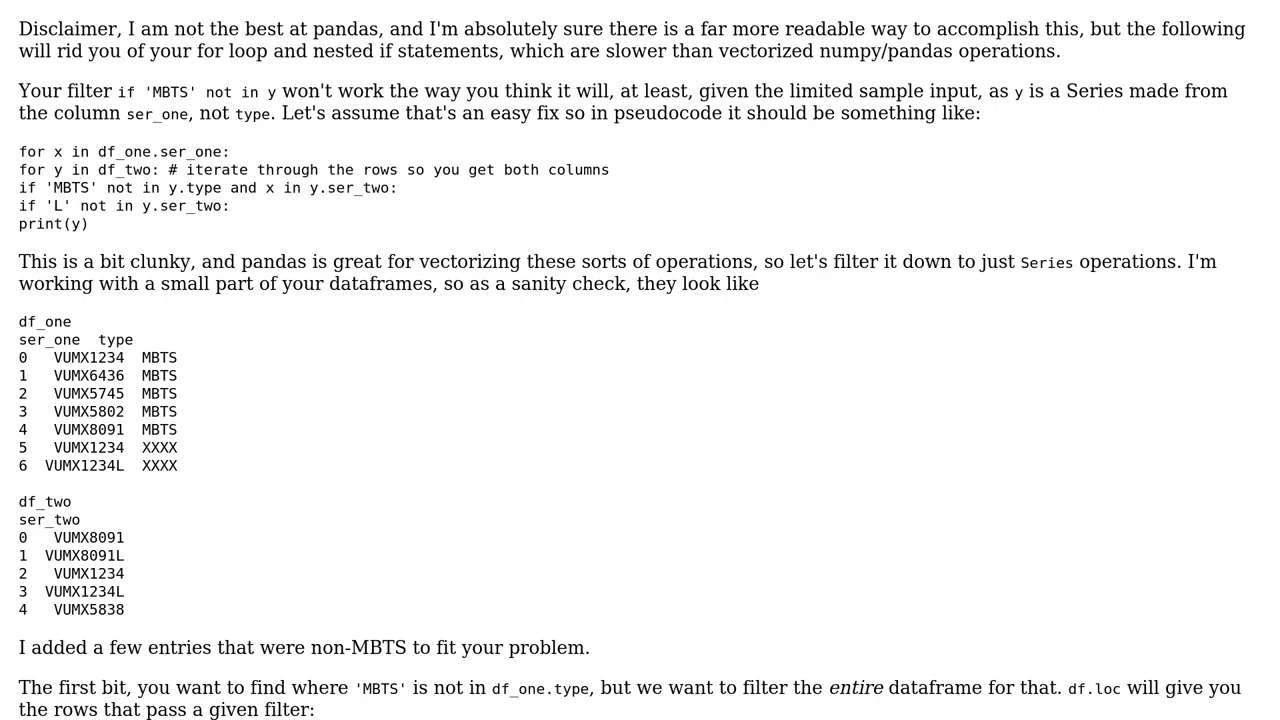 Disclaimer, I am not the best at pandas, and I'm absolutely sure there is a far more readable way to accomplish this, but the following
will rid you of your for loop and nested if statements, which are slower than vectorized numpy/pandas operations.
Your filter if 'MBTS' not in y won't work the way you think it will, at least, given the limited sample input, as y is a Series made from
the column ser_one, not type. Let's assume that's an easy fix so in pseudocode it should be something like:
for x in df_one.ser_one:
for y in df_two: # iterate through the rows so you get both columns
if 'MBTS' not in y.type and x in y.ser_two:
if 'L' not in y.ser_two:
print(y)
This is a bit clunky, and pandas is great for vectorizing these sorts of operations, so let's filter it down to just Series operations. I'm
working with a small part of your dataframes, so as a sanity check, they look like
df_one
ser_one  type
0   VUMX1234  MBTS
1   VUMX6436  MBTS
2   VUMX5745  MBTS
3   VUMX5802  MBTS
4   VUMX8091  MBTS
5   VUMX1234  XXXX
6  VUMX1234L  XXXX
df_two
ser_two
0   VUMX8091
1  VUMX8091L
2   VUMX1234
3  VUMX1234L
4   VUMX5838
I added a few entries that were non-MBTS to fit your problem.
The first bit, you want to find where 'MBTS' is not in df_one.type, but we want to filter the entire dataframe for that. df.loc will give you
the rows that pass a given filter: